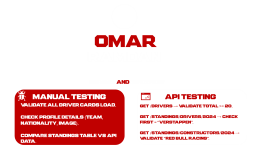 OMAR
AND
MANUAL TESTING
VALIDATE ALL DRIVER CARDS LOAD.
CHECK PROFILE DETAILS (TEAM, NATIONALITY, IMAGE).
COMPARE STANDINGS TABLE VS API DATA.
API TESTING
GET /DRIVERS → VALIDATE TOTAL = 20
GET /STANDINGS/DRIVERS/2024 → CHECK FIRST = "VERSTAPPEN"
GET /STANDINGS/CONSTRUCTORS/2024 → VALIDATE "RED BULL RACING"